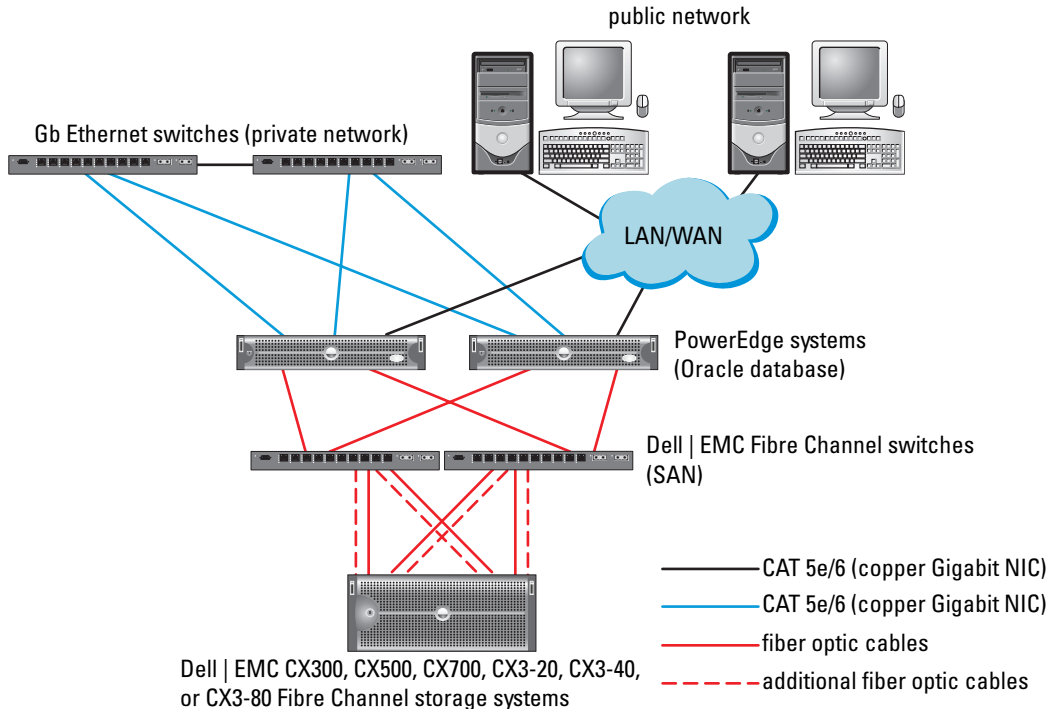 public network
Gb Ethernet switches (private network)
LAN/WAN
PowerEdge systems
(Oracle database)
Dell | EMC Fibre Channel switches
(SAN)
CAT 5e/6 (copper Gigabit NIC)
CAT 5e/6 (copper Gigabit NIC)
fiber optic cables
additional fiber optic cables
Dell | EMC CX300, CX500, CX700, CX3-20, CX3-40,
or CX3-80 Fibre Channel storage systems